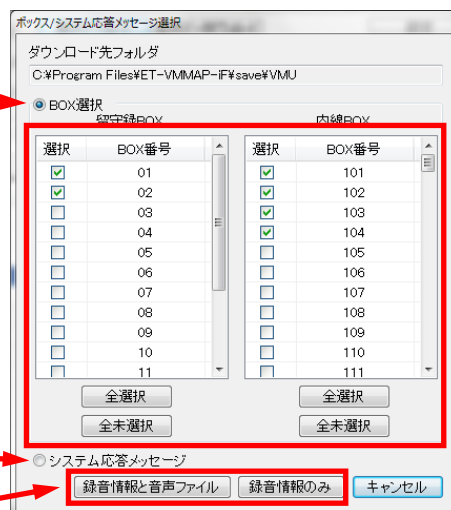 ボックス/システム応答メッセージ選択
ダウンロード先フォルダ
C:¥Program Files¥ET-VMMAP-iF¥save¥VMU
BOX選択
留守録BOX 内線BOX
選択 BOX番号 選択 BOX番号
01 101
02 102
03 103
04 104
05 105
06 106
07 107
08 108
09 109
10 110
11 111
全選択 全選択
全未選択 全未選択
システム応答メッセージ
録音情報と音声ファイル 録音情報のみ キャンセル